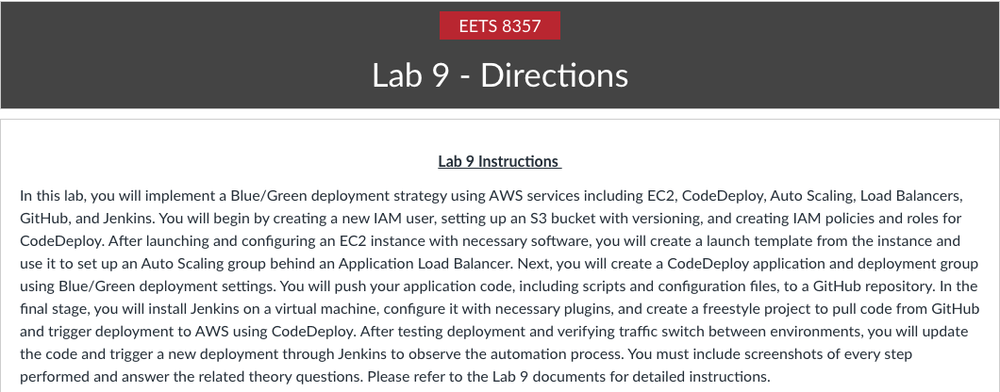 EETS 8357
Lab 9 - Directions
Lab 9 Instructions
In this lab, you will implement a Blue/Green deployment strategy using AWS services including EC2, CodeDeploy, Auto Scaling, Load Balancers,
GitHub, and Jenkins. You will begin by creating a new IAM user, setting up an S3 bucket with versioning, and creating IAM policies and roles for
CodeDeploy. After launching and configuring an EC2 instance with necessary software, you will create a launch template from the instance and
use it to set up an Auto Scaling group behind an Application Load Balancer. Next, you will create a CodeDeploy application and deployment group
using Blue/Green deployment settings. You will push your application code, including scripts and configuration files, to a GitHub repository. In the
final stage, you will install Jenkins on a virtual machine, configure it with necessary plugins, and create a freestyle project to pull code from GitHub
and trigger deployment to AWS using CodeDeploy. After testing deployment and verifying traffic switch between environments, you will update
the code and trigger a new deployment through Jenkins to observe the automation process. You must include screenshots of every step
performed and answer the related theory questions. Please refer to the Lab 9 documents for detailed instructions.